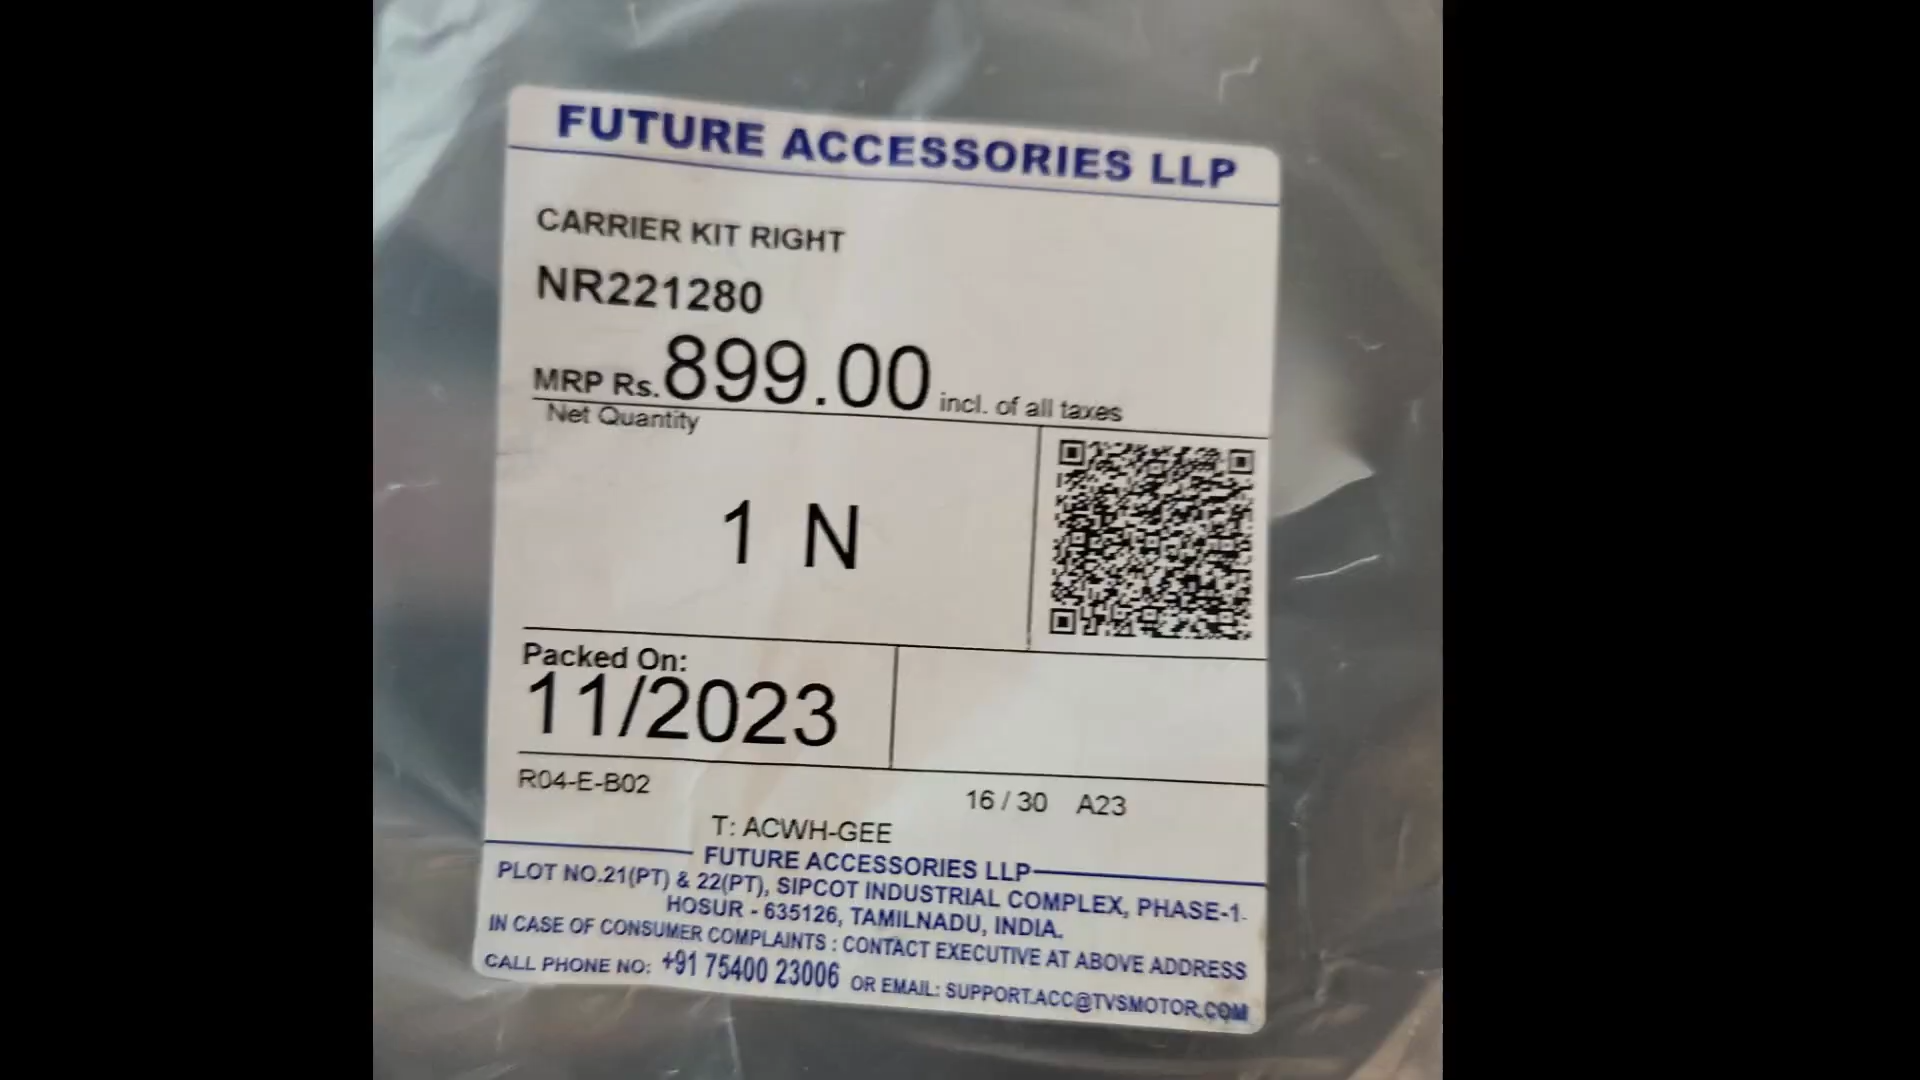 FUTURE ACCESSORIES LLP
CARRIER KIT RIGHT
NR221280
MRP Rs.899.00 incl. of all taxes
Net Quantity
1 N
Packed On:
11/2023
R04-E-B02
16 / 30 A23
T: ACWH-GEE
FUTURE ACCESSORIES LLP
PLOT NO.21(PT) & 22(PT), SIPCOT INDUSTRIAL COMPLEX, PHASE-1.
HOSUR - 635126, TAMILNADU, INDIA.
IN CASE OF CONSUMER COMPLAINTS : CONTACT EXECUTIVE AT ABOVE ADDRESS
CALL PHONE NO: +91 75400 23006 OR EMAIL: SUPPORT.ACC@TVSMOTOR.COM